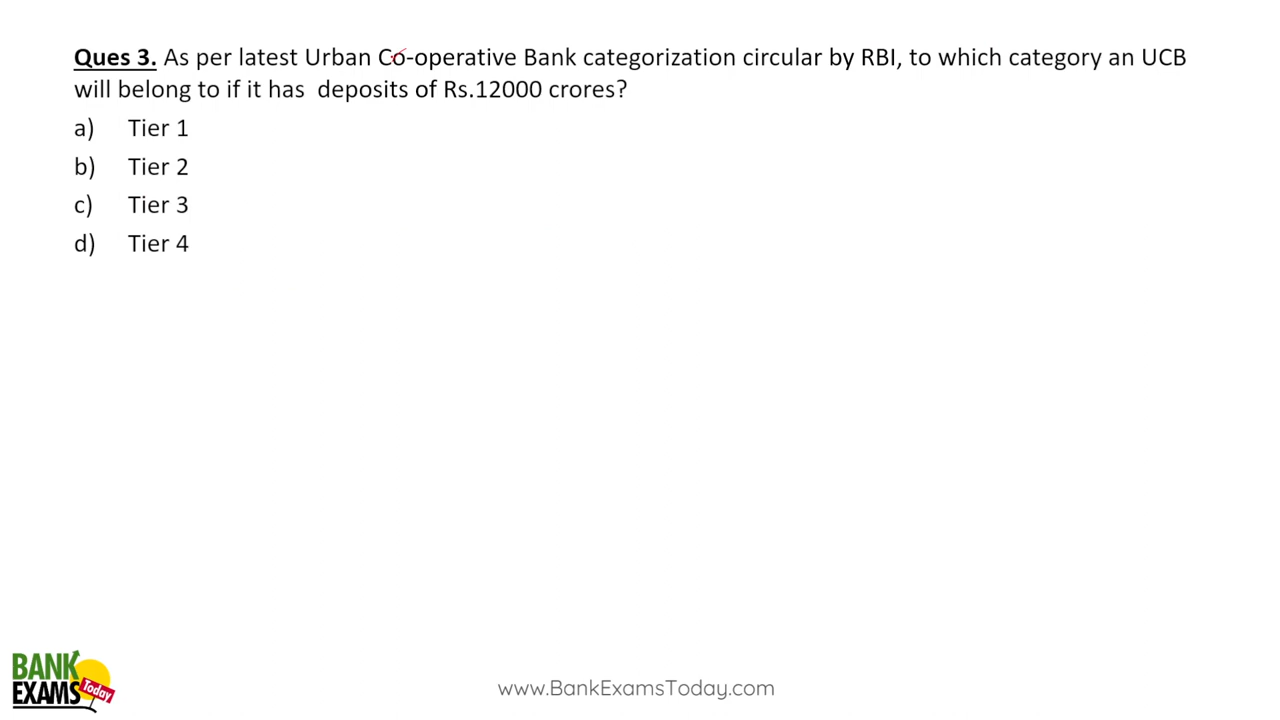 Ques 3. As per latest Urban Co-operative Bank categorization circular by RBI, to which category an UCB
will belong to if it has  deposits of Rs.12000 crores?
a) Tier 1
b) Tier 2
c) Tier 3
d) Tier 4
BANK
EXAMS Today
www.BankExamsToday.com